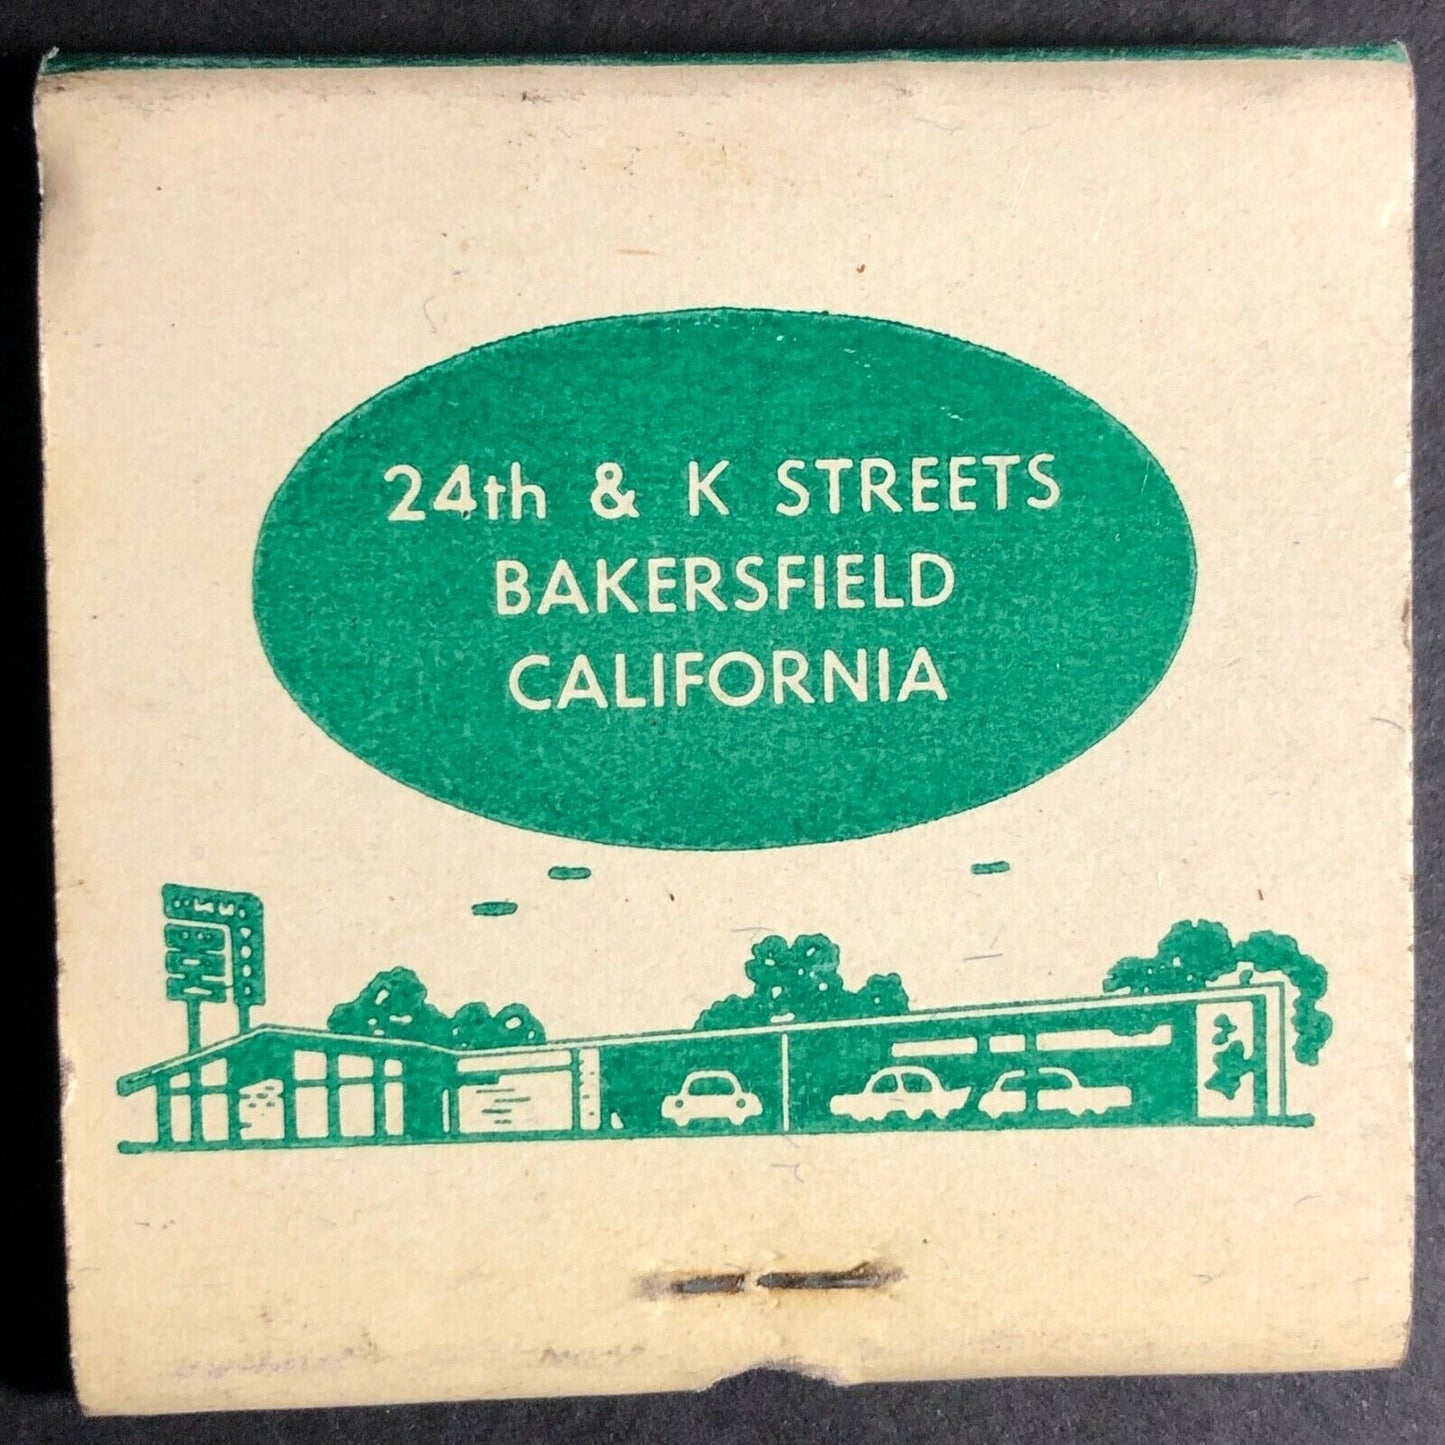 24th & K STREETS
BAKERSFIELD
CALIFORNIA